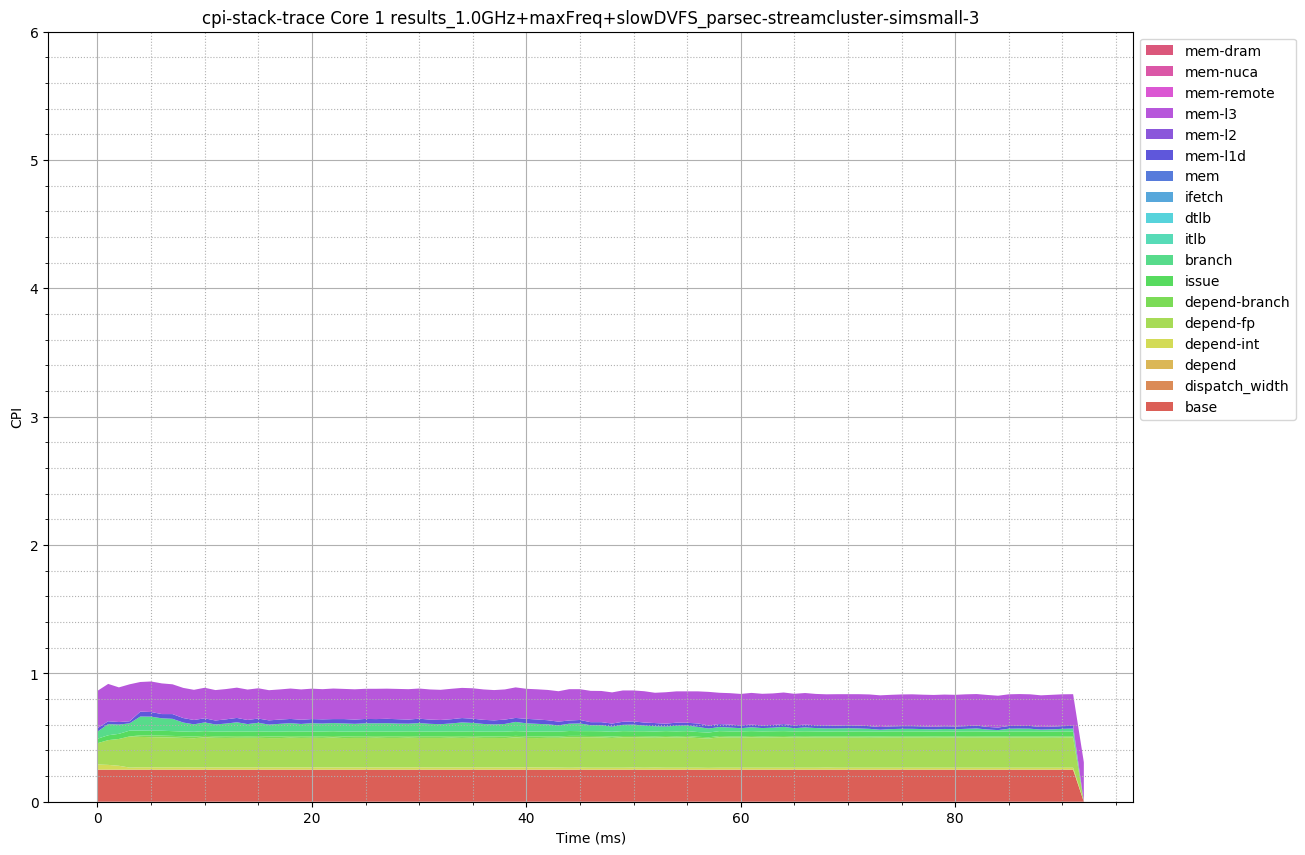 cpi-stack-trace Core 1 results_1.0GHz+maxFreq+slowDVFS_parsec-streamcluster-simsmall-3
6
5
4
3
2
1
0
CPI
0 20 40 60 80
Time (ms)
mem-dram
mem-nuca
mem-remote
mem-l3
mem-l2
mem-l1d
mem
ifetch
dtlb
itlb
branch
issue
depend-branch
depend-fp
depend-int
depend
dispatch_width
base